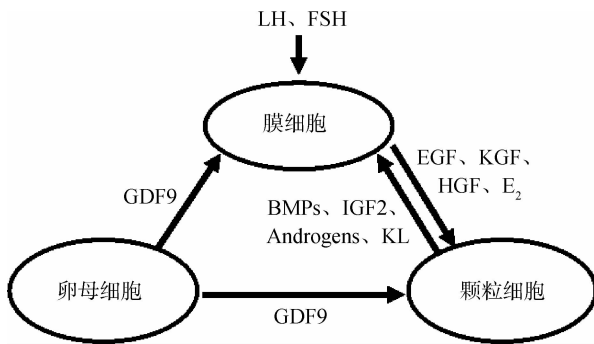 LH、FSH
膜细胞
EGF、KGF、
HGF、E₂
GDF9
BMPs、IGF2、
Androgens、KL
卵母细胞
颗粒细胞
GDF9